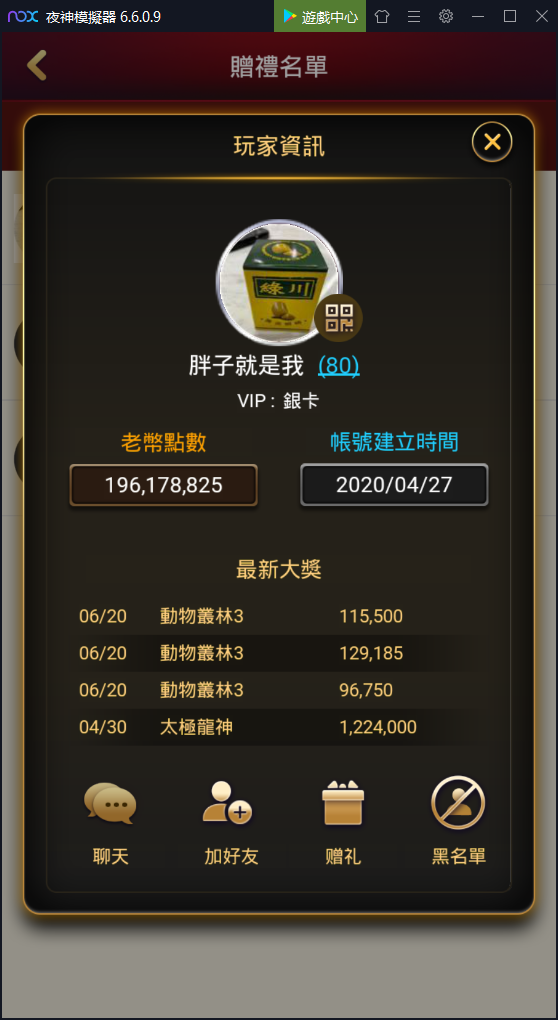 nox 夜神模擬器 6.6.0.9 遊戲中心
贈禮名單
玩家資訊
綠川
胖子就是我 (80)
VIP : 銀卡
老幣點數 帳號建立時間
196,178,825 2020/04/27
最新大獎
06/20 動物叢林3 115,500
06/20 動物叢林3 129,185
06/20 動物叢林3 96,750
04/30 太極龍神 1,224,000
聊天 加好友 赠礼 黑名單